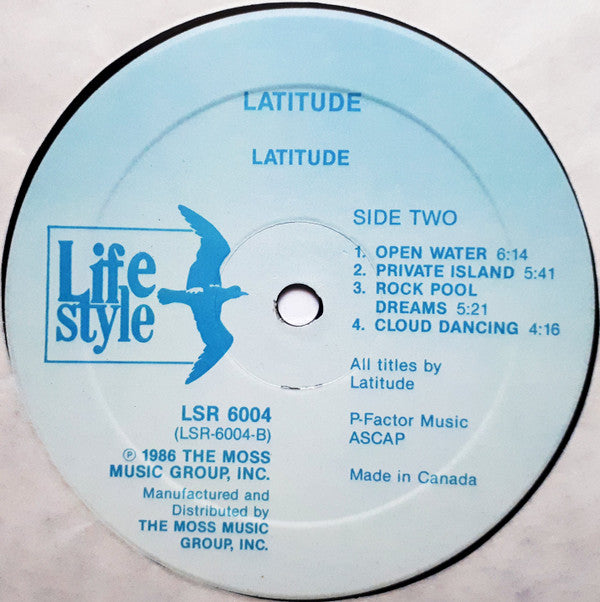 LATITUDE
LATITUDE
Life
style
SIDE TWO
1. OPEN WATER 6:14
2. PRIVATE ISLAND 5:41
3. ROCK POOL
DREAMS 5:21
4. CLOUD DANCING 4:16
All titles by
Latitude
P-Factor Music
ASCAP
Made in Canada
LSR 6004
(LSR-6004-B)
℗ 1986 THE MOSS
MUSIC GROUP, INC.
Manufactured and
Distributed by
THE MOSS MUSIC
GROUP, INC.